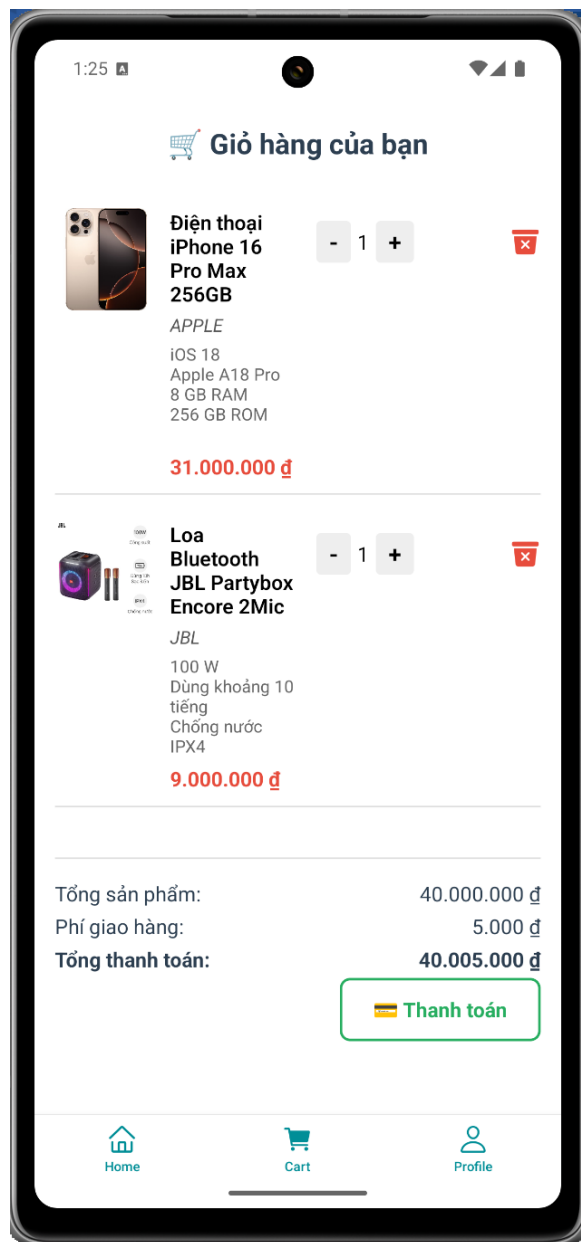 1:25
🛒 Giỏ hàng của bạn
Điện thoại
iPhone 16
Pro Max
256GB
- 1 +
APPLE
iOS 18
Apple A18 Pro
8 GB RAM
256 GB ROM
31.000.000 ₫
JBL
Loa
Bluetooth
JBL Partybox
Encore 2Mic
- 1 +
JBL
100 W
Dùng khoảng 10
tiếng
Chống nước
IPX4
9.000.000 ₫
Tổng sản phẩm: 40.000.000 ₫
Phí giao hàng: 5.000 ₫
Tổng thanh toán: 40.005.000 ₫
💳 Thanh toán
Home Cart Profile